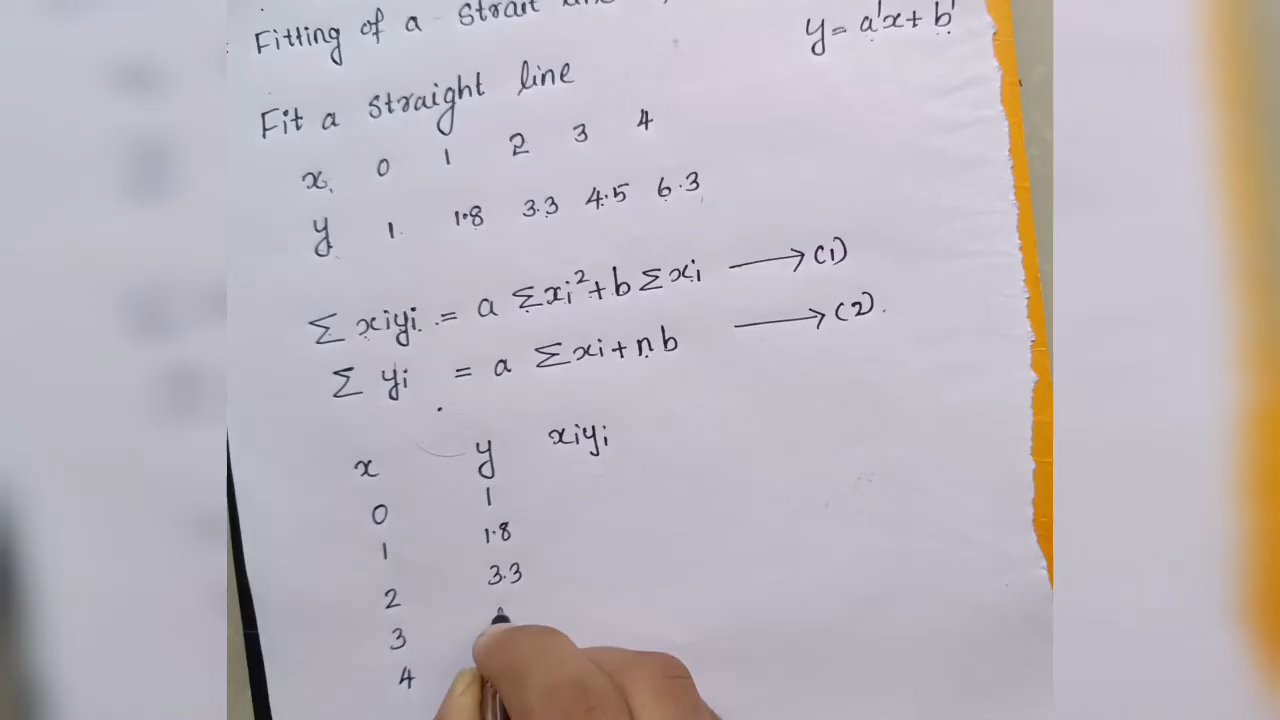 Fitting of a strait line
y = a'x + b'
Fit a straight line
x 0 1 2 3 4
y 1 1.8 3.3 4.5 6.3
Σ xiyi = a Σxi² + b Σxi ⟶ (1)
Σ yi = a Σxi + nb ⟶ (2)
x y xiyi
0 1
1 1.8
2 3.3
3
4